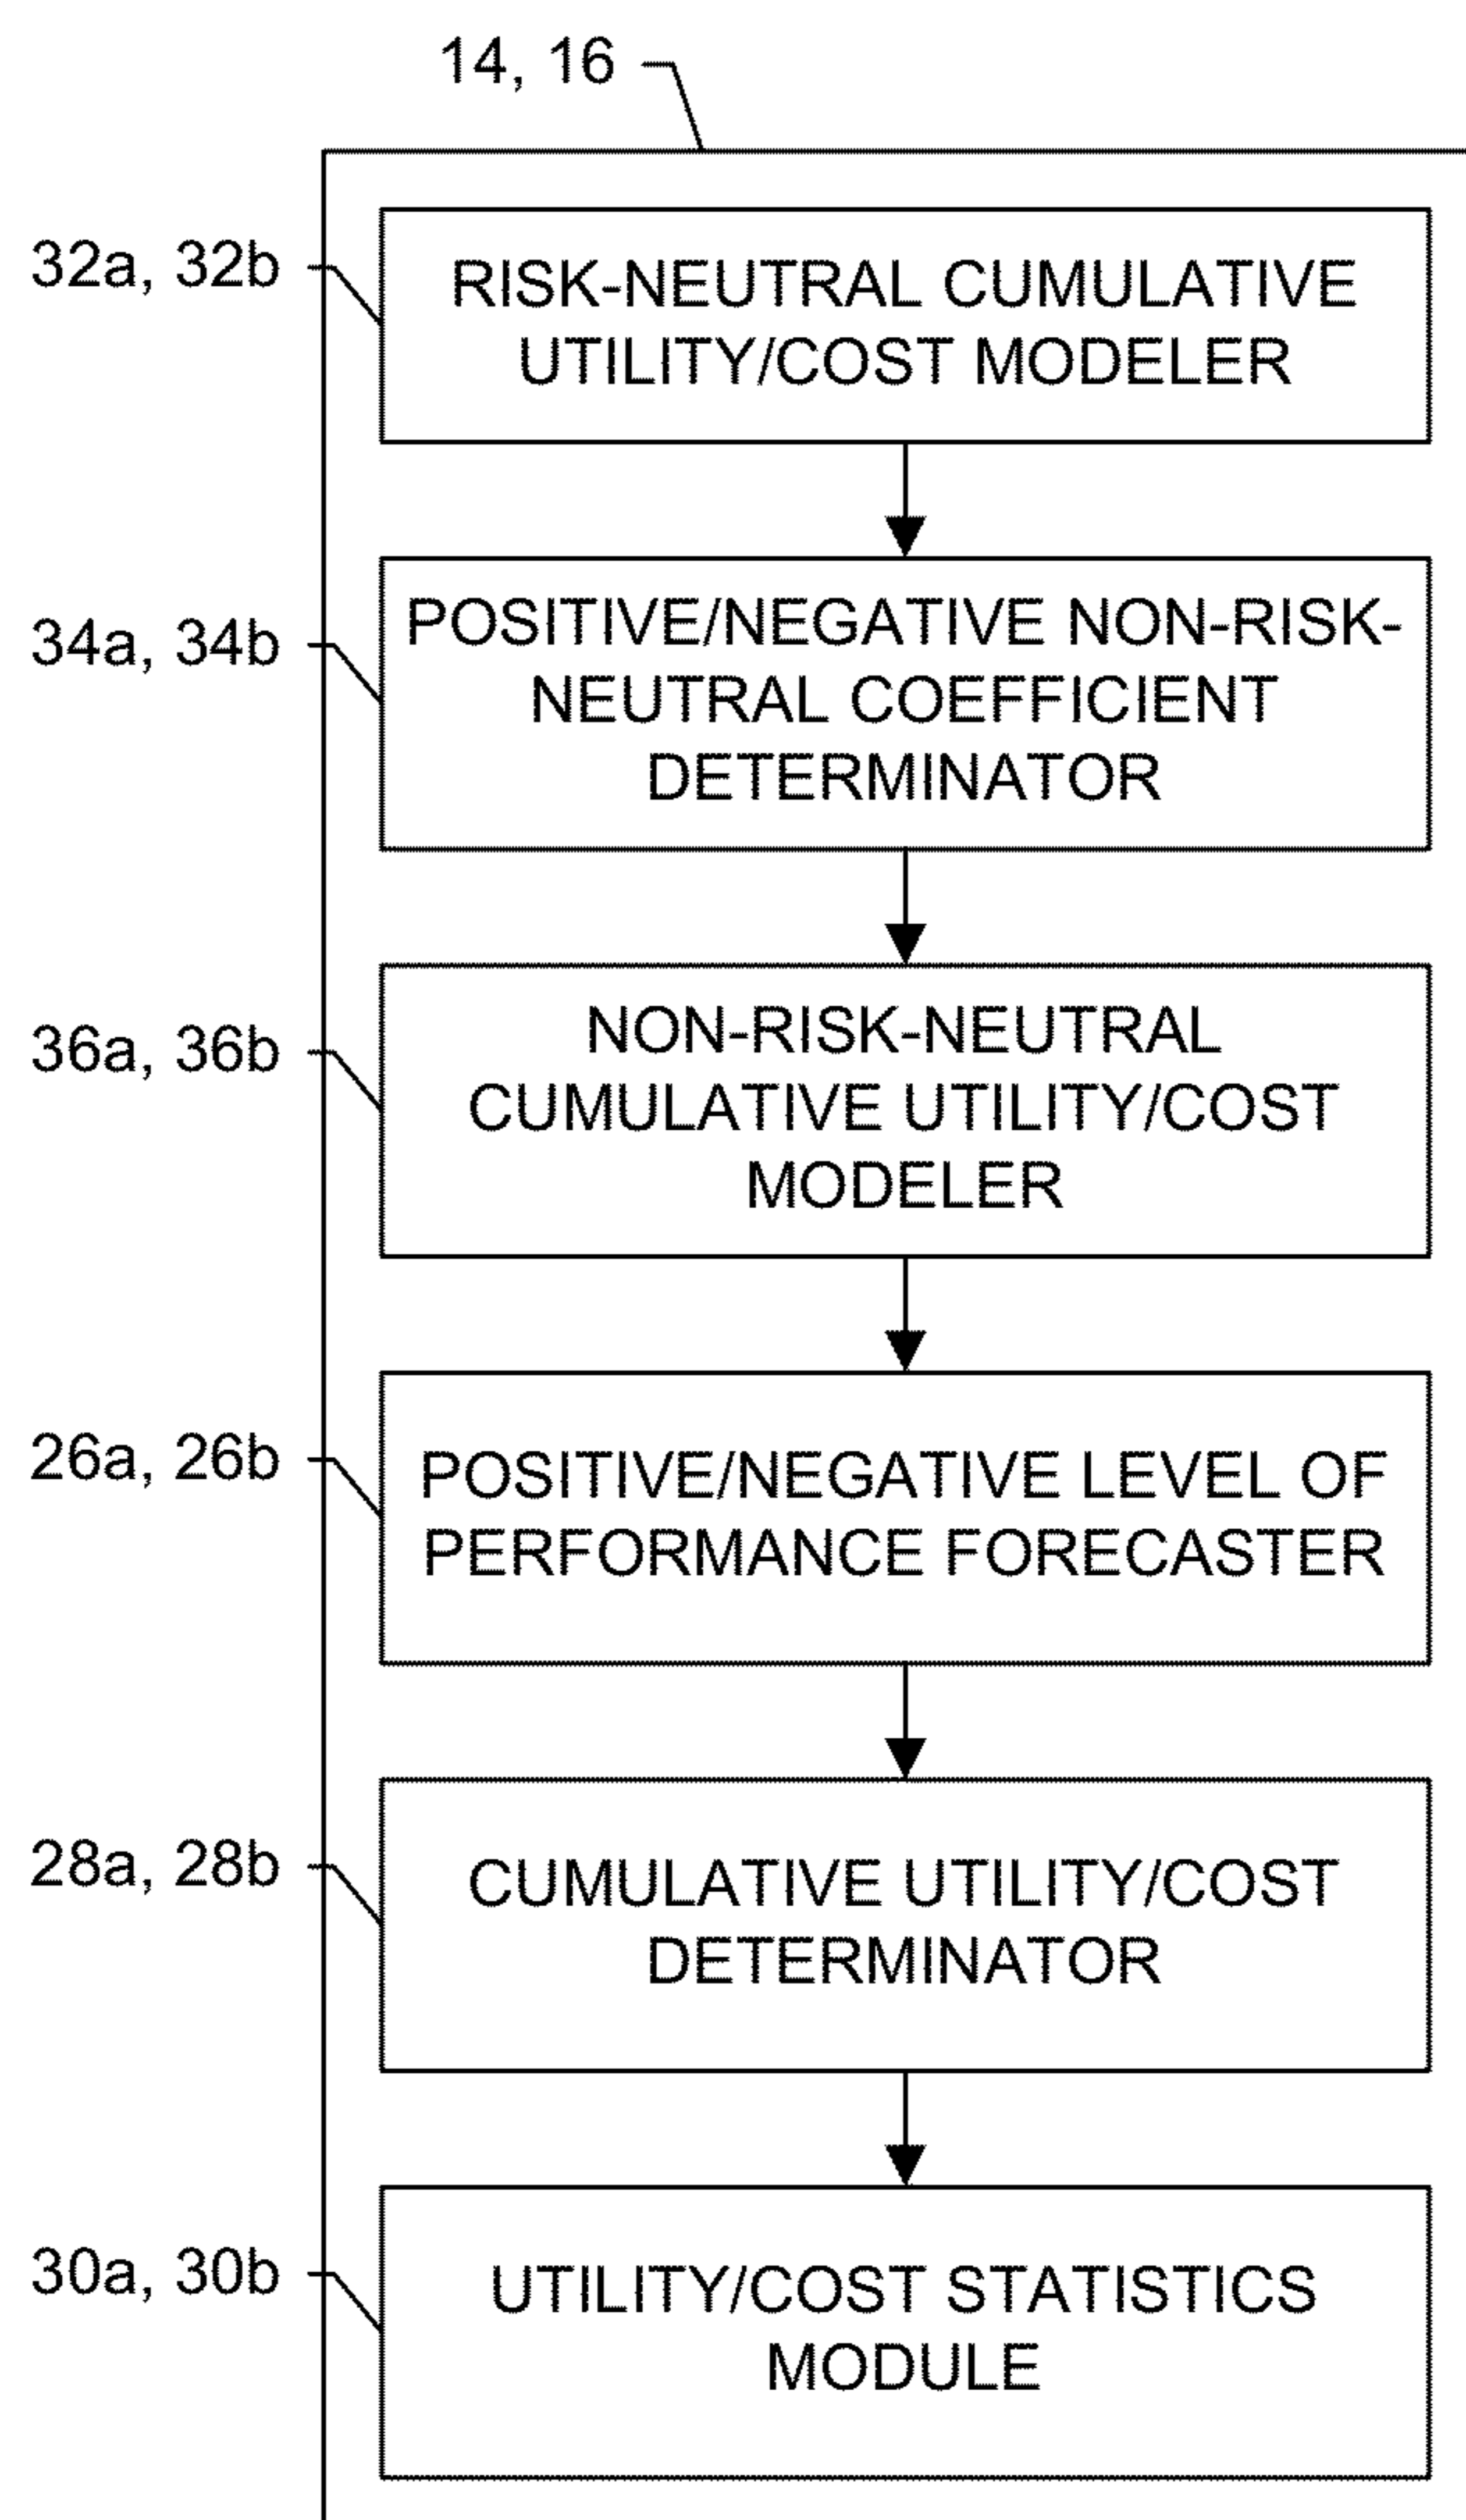 14, 16
32a, 32b
RISK-NEUTRAL CUMULATIVE
UTILITY/COST MODELER
34a, 34b
POSITIVE/NEGATIVE NON-RISK-
NEUTRAL COEFFICIENT
DETERMINATOR
36a, 36b
NON-RISK-NEUTRAL
CUMULATIVE UTILITY/COST
MODELER
26a, 26b
POSITIVE/NEGATIVE LEVEL OF
PERFORMANCE FORECASTER
28a, 28b
CUMULATIVE UTILITY/COST
DETERMINATOR
30a, 30b
UTILITY/COST STATISTICS
MODULE